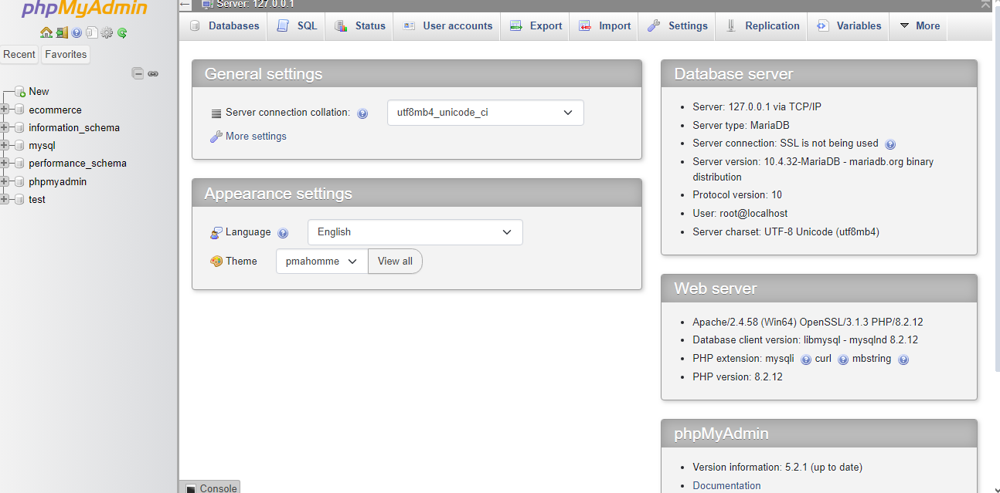 phpMyAdmin
Recent
Favorites
New
ecommerce
information_schema
mysql
performance_schema
phpmyadmin
test
Server: 127.0.0.1
Databases
SQL
Status
User accounts
Export
Import
Settings
Replication
Variables
More
General settings
Server connection collation:
utf8mb4_unicode_ci
More settings
Appearance settings
Language
English
Theme
pmahomme
View all
Database server
Server: 127.0.0.1 via TCP/IP
Server type: MariaDB
Server connection: SSL is not being used
Server version: 10.4.32-MariaDB - mariadb.org binary
distribution
Protocol version: 10
User: root@localhost
Server charset: UTF-8 Unicode (utf8mb4)
Web server
Apache/2.4.58 (Win64) OpenSSL/3.1.3 PHP/8.2.12
Database client version: libmysql - mysqlnd 8.2.12
PHP extension: mysqli curl mbstring
PHP version: 8.2.12
phpMyAdmin
Version information: 5.2.1 (up to date)
Documentation
Console